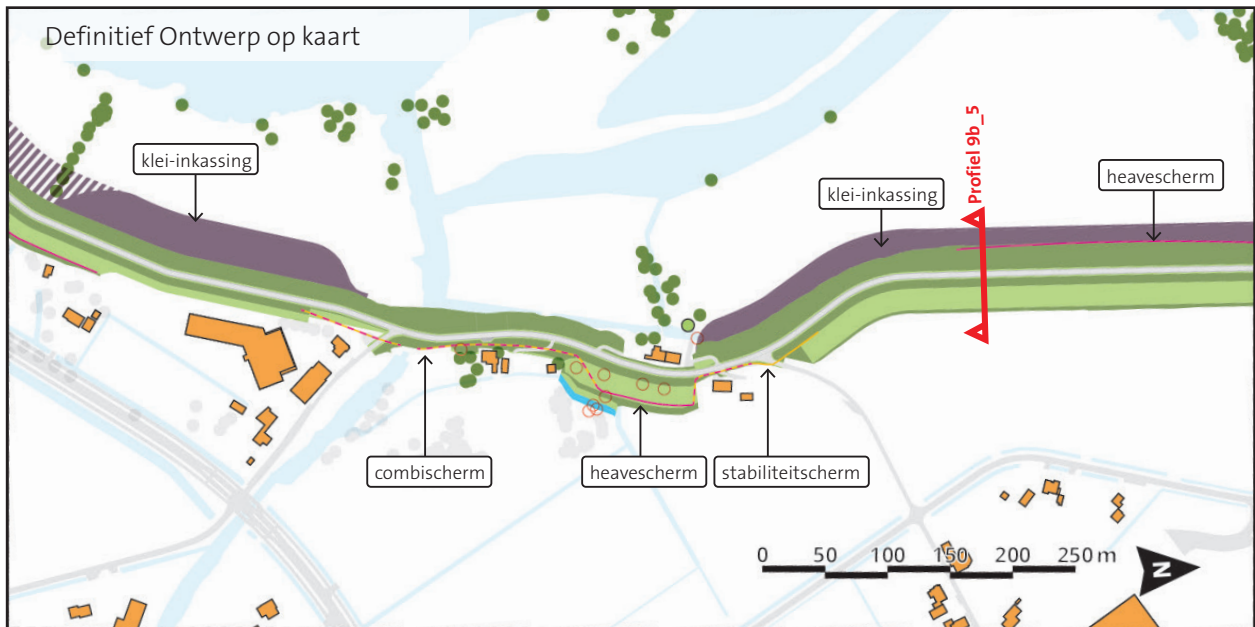 Definitief Ontwerp op kaart
klei-inkassing
klei-inkassing
Profiel 9b_5
heavescherm
combischerm
heavescherm
stabiliteitscherm
0 50 100 150 200 250 m
N